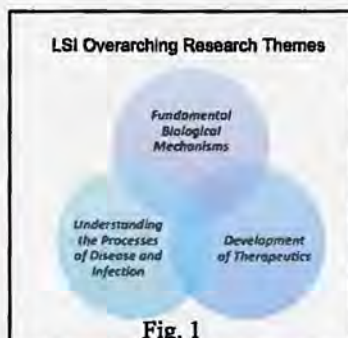 LSI Overarching Research Themes
Fundamental
Biological
Mechanisms
Understanding
the Processes
of Disease and
Infection
Development
of Therapeutics
Fig. 1